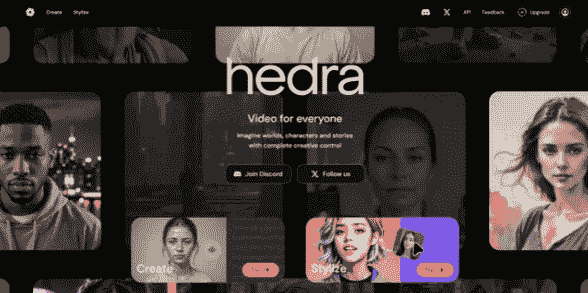 Create Stylize API Feedback Upgrade
hedra
Video for everyone
Imagine worlds, characters and stories
with complete creative control
Join Discord Follow us
Create Stylize